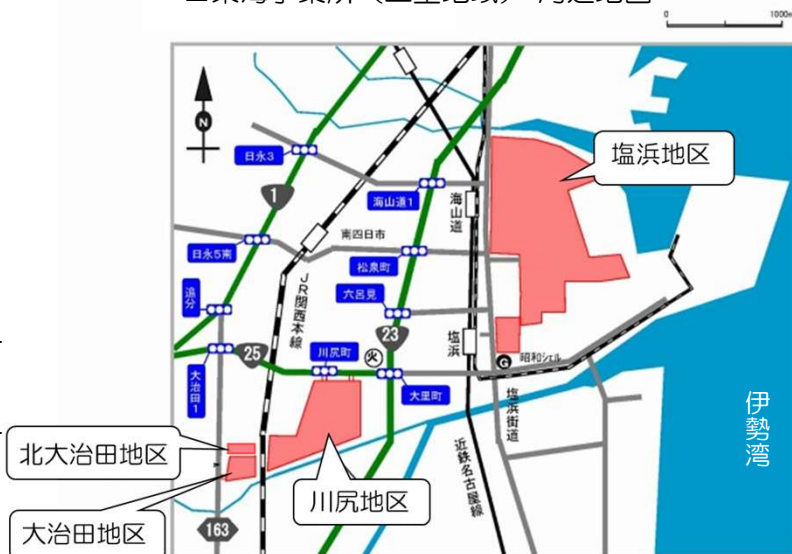 0 1000m
N
日永3
1
海山道1
海山道
塩浜地区
南四日市
日永5南
松泉町
追分
六呂見
JR関西本線
23
25
川尻町
火
塩浜
G
昭和シェル
大治田1
大里町
塩浜街道
伊勢湾
北大治田地区
近鉄名古屋線
川尻地区
大治田地区
163